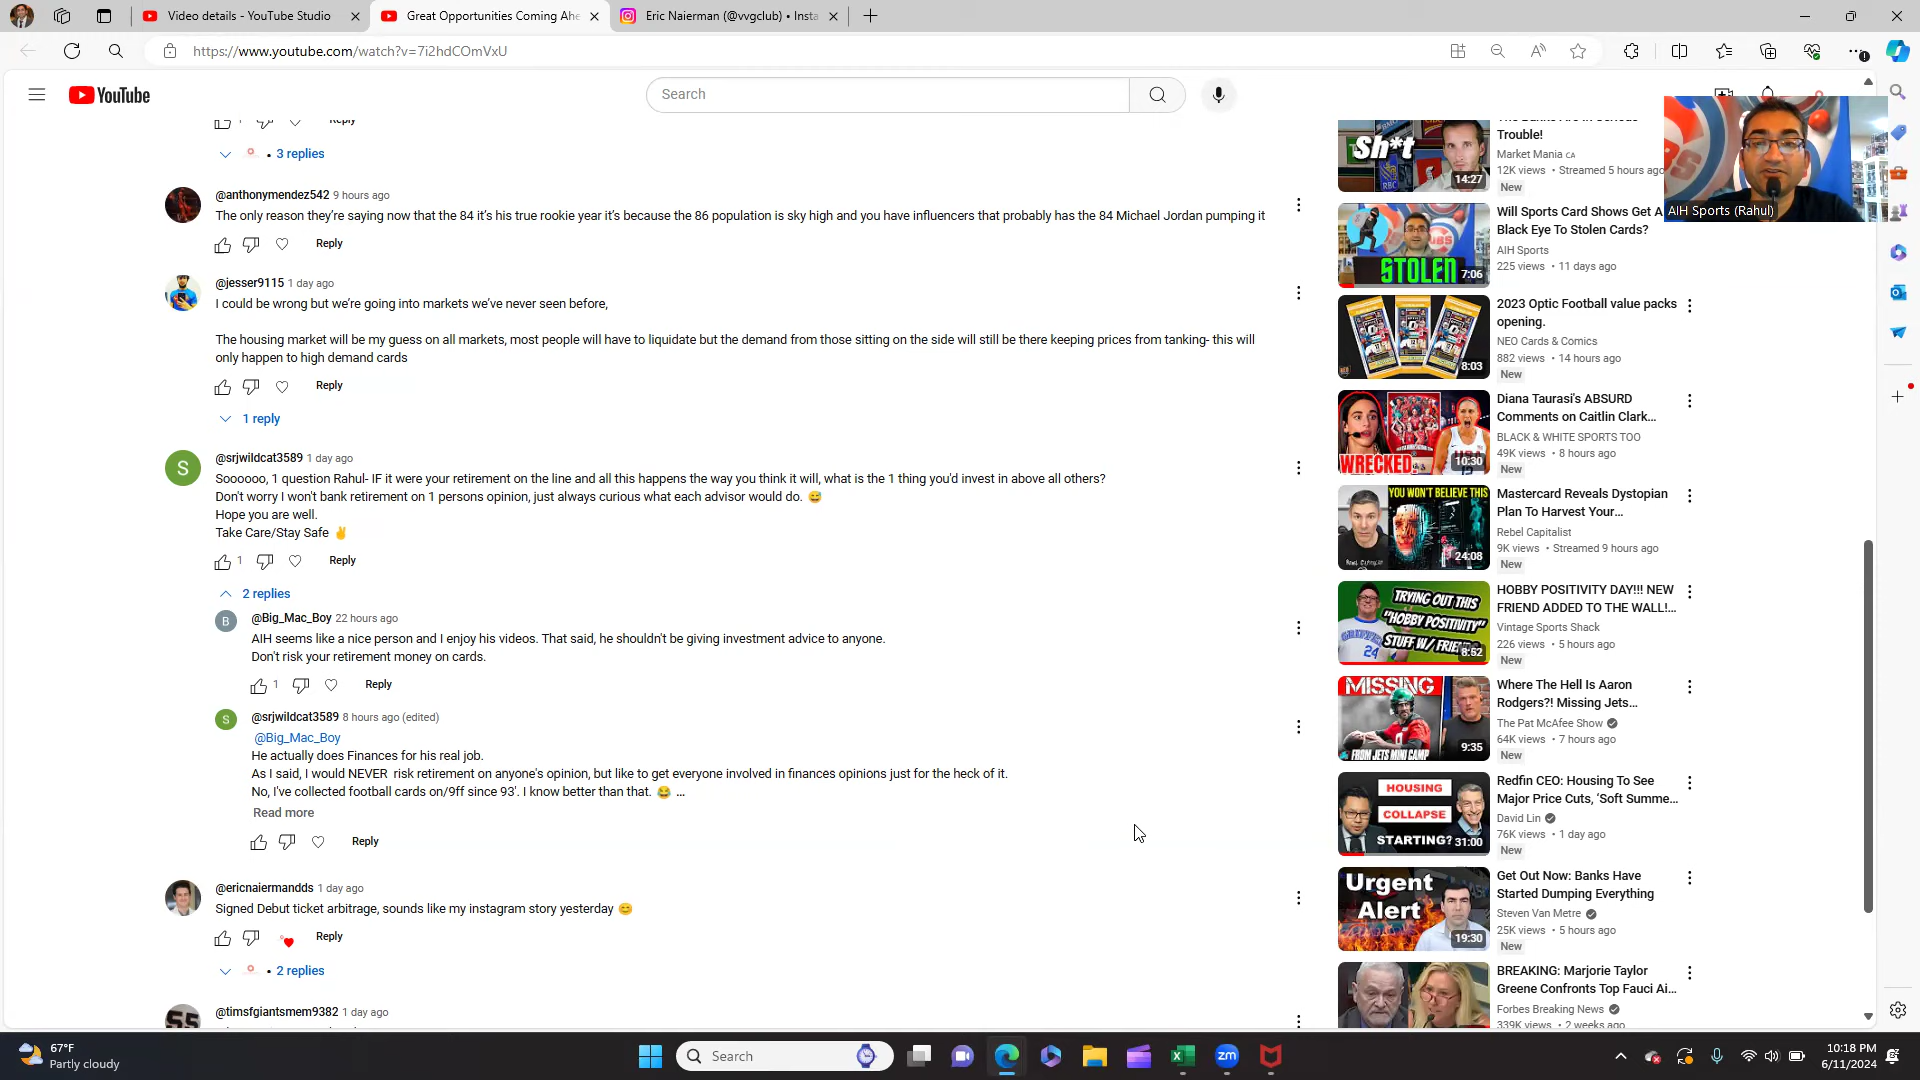 Video details - YouTube Studio
Great Opportunities Coming Ahe
Eric Naierman (@vvgclub) • Insta
https://www.youtube.com/watch?v=7i2hdCOmVxU
YouTube
Search
Reply
3 replies
@anthonymendez542 9 hours ago
The only reason they're saying now that the 84 it's his true rookie year it's because the 86 population is sky high and you have influencers that probably has the 84 Michael Jordan pumping it
Reply
@jesser9115 1 day ago
I could be wrong but we're going into markets we've never seen before,
The housing market will be my guess on all markets, most people will have to liquidate but the demand from those sitting on the side will still be there keeping prices from tanking- this will
only happen to high demand cards
Reply
1 reply
S
@srjwildcat3589 1 day ago
Soooooo, 1 question Rahul- IF it were your retirement on the line and all this happens the way you think it will, what is the 1 thing you'd invest in above all others?
Don't worry I won't bank retirement on 1 persons opinion, just always curious what each advisor would do. 😅
Hope you are well.
Take Care/Stay Safe ✌
1 Reply
2 replies
B
@Big_Mac_Boy 22 hours ago
AIH seems like a nice person and I enjoy his videos. That said, he shouldn't be giving investment advice to anyone.
Don't risk your retirement money on cards.
1 Reply
S
@srjwildcat3589 8 hours ago (edited)
@Big_Mac_Boy
He actually does Finances for his real job.
As I said, I would NEVER risk retirement on anyone's opinion, but like to get everyone involved in finances opinions just for the heck of it.
No, I've collected football cards on/9ff since 93'. I know better than that. 😂 ...
Read more
Reply
@ericnaiermandds 1 day ago
Signed Debut ticket arbitrage, sounds like my instagram story yesterday 😊
Reply
2 replies
@timsfgiantsmem9382 1 day ago
Sh*t
14:27
Trouble!
Market Mania CA
12K views • Streamed 5 hours ago
New
AIH Sports (Rahul)
STOLEN
7:06
Will Sports Card Shows Get A
Black Eye To Stolen Cards?
AIH Sports
225 views • 11 days ago
8:03
2023 Optic Football value packs
opening.
NEO Cards & Comics
882 views • 14 hours ago
New
WRECKED.
10:30
Diana Taurasi's ABSURD
Comments on Caitlin Clark...
BLACK & WHITE SPORTS TOO
49K views • 8 hours ago
New
YOU WON'T BELIEVE THIS
24:08
Mastercard Reveals Dystopian
Plan To Harvest Your...
Rebel Capitalist
9K views • Streamed 9 hours ago
New
TRYING OUT THIS
"HOBBY POSITIVITY"
STUFF W/
8:52
HOBBY POSITIVITY DAY!!! NEW
FRIEND ADDED TO THE WALL!...
Vintage Sports Shack
226 views • 5 hours ago
New
MISSING
FROM JETS MINI CAMP
9:35
Where The Hell Is Aaron
Rodgers?! Missing Jets...
The Pat McAfee Show
64K views • 7 hours ago
New
HOUSING
COLLAPSE
STARTING?
31:00
Redfin CEO: Housing To See
Major Price Cuts, 'Soft Summe...
David Lin
76K views • 1 day ago
New
Urgent
Alert
19:30
Get Out Now: Banks Have
Started Dumping Everything
Steven Van Metre
25K views • 5 hours ago
New
BREAKING: Marjorie Taylor
Greene Confronts Top Fauci Ai...
Forbes Breaking News
339K views • 2 weeks ago
67°F
Partly cloudy
Search
zm
10:18 PM
6/11/2024